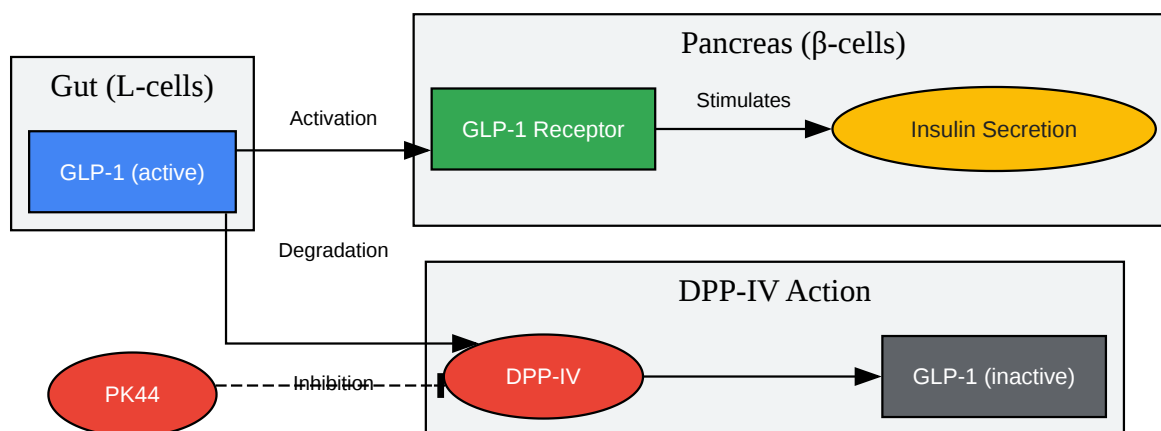 Pancreas (β-cells)
Gut (L-cells)
Activation
Stimulates
GLP-1 (active)
GLP-1 Receptor
Insulin Secretion
Degradation
DPP-IV Action
PK44
Inhibition
DPP-IV
GLP-1 (inactive)